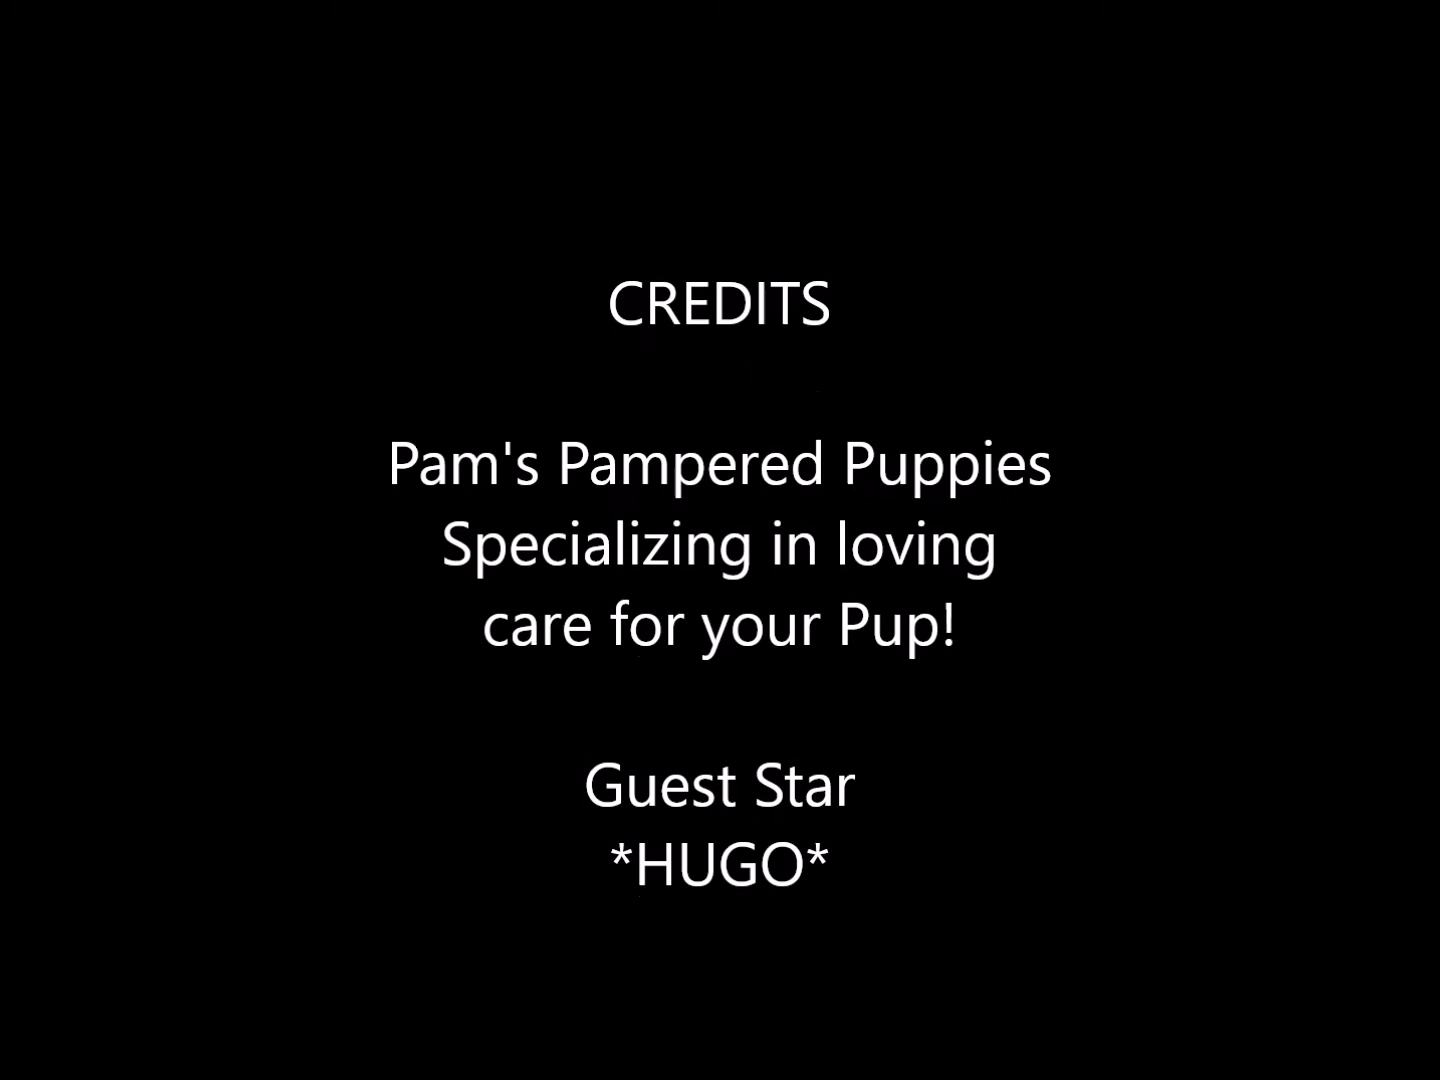 CREDITS
Pam's Pampered Puppies
Specializing in loving
care for your Pup!
Guest Star
*HUGO*